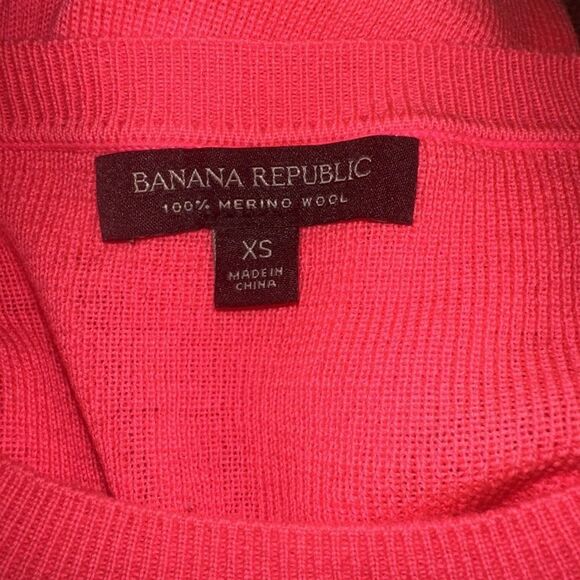 BANANA REPUBLIC
100% MERINO WOOL
XS
MADE IN
CHINA